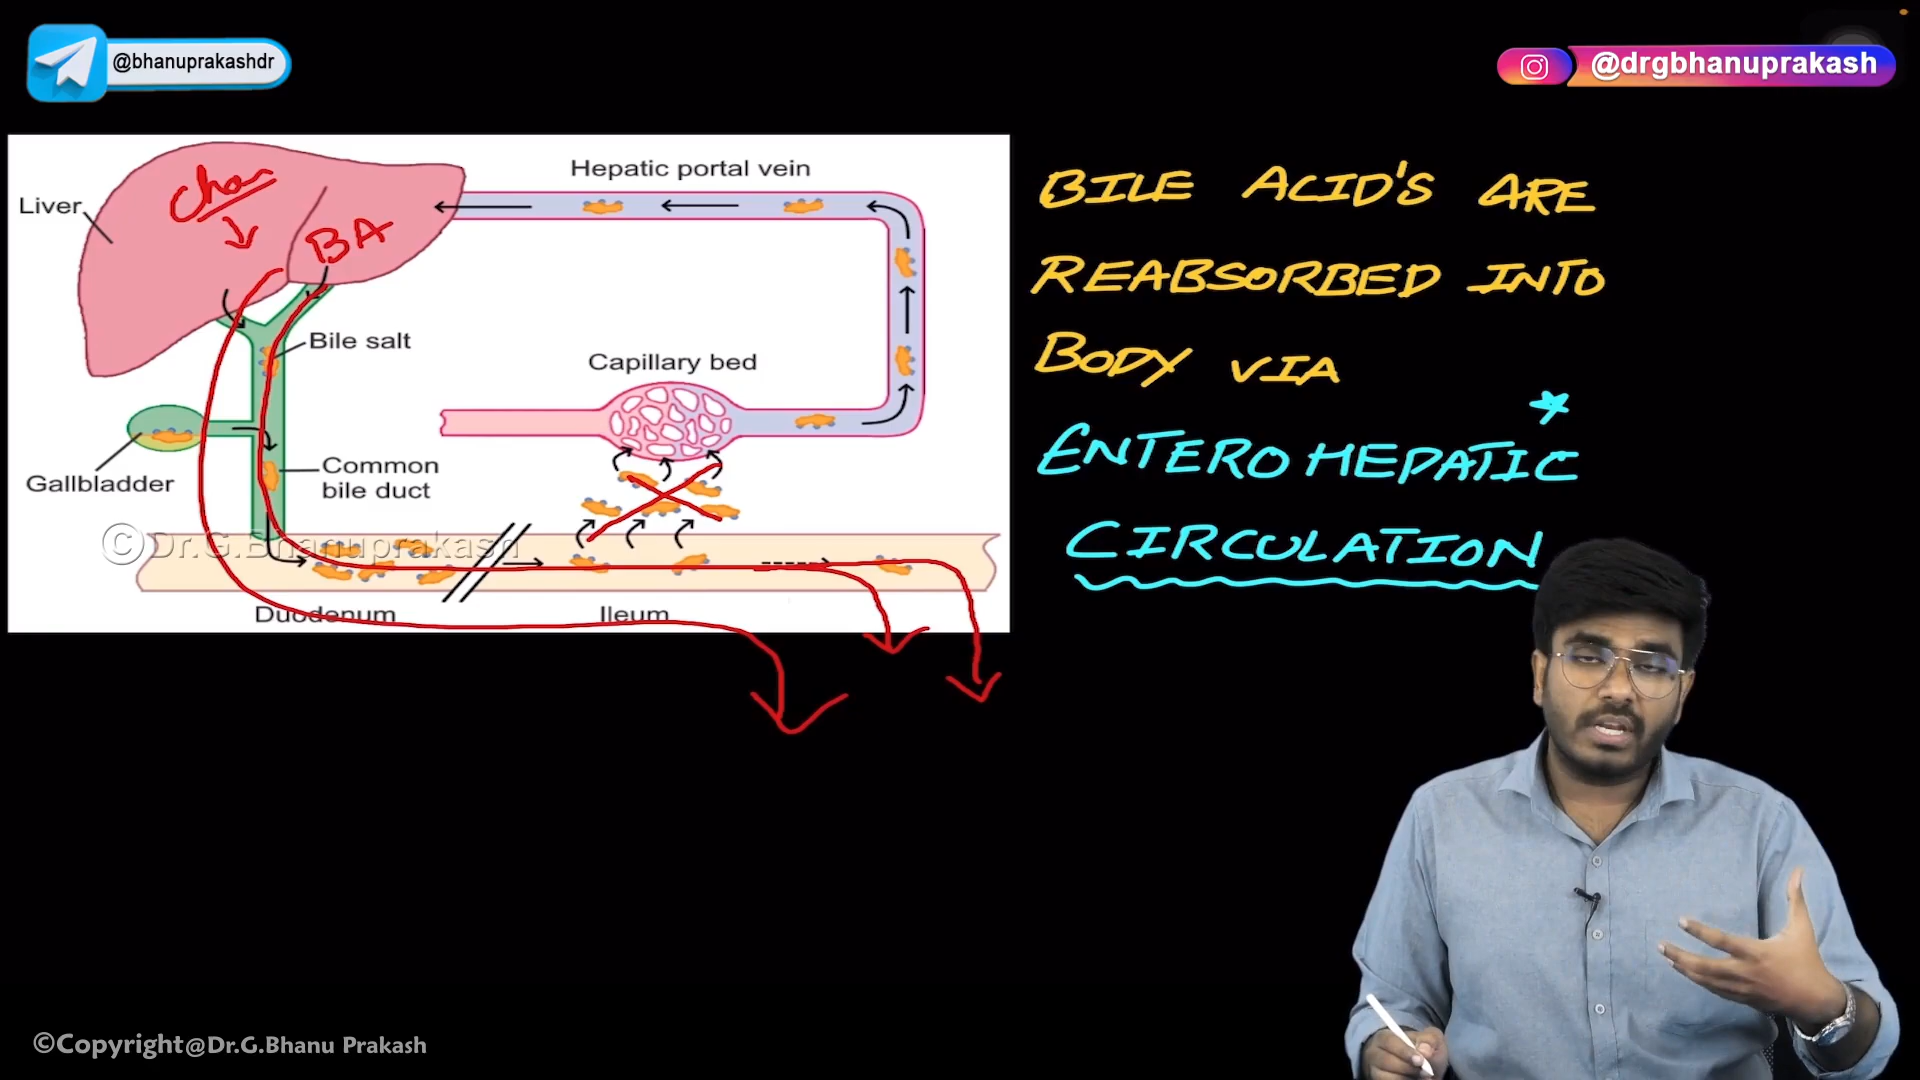 @bhanuprakashdr
@drgbhanuprakash
Hepatic portal vein
Liver
BA
Bile salt
Capillary bed
Gallbladder
Common
bile duct
©Dr.G.Bhanuprakash
Duodenum
Ileum
BILE ACID'S ARE
REABSORBED INTO
BODY VIA
ENTERO HEPATIC
CIRCULATION
©Copyright@Dr.G.Bhanu Prakash